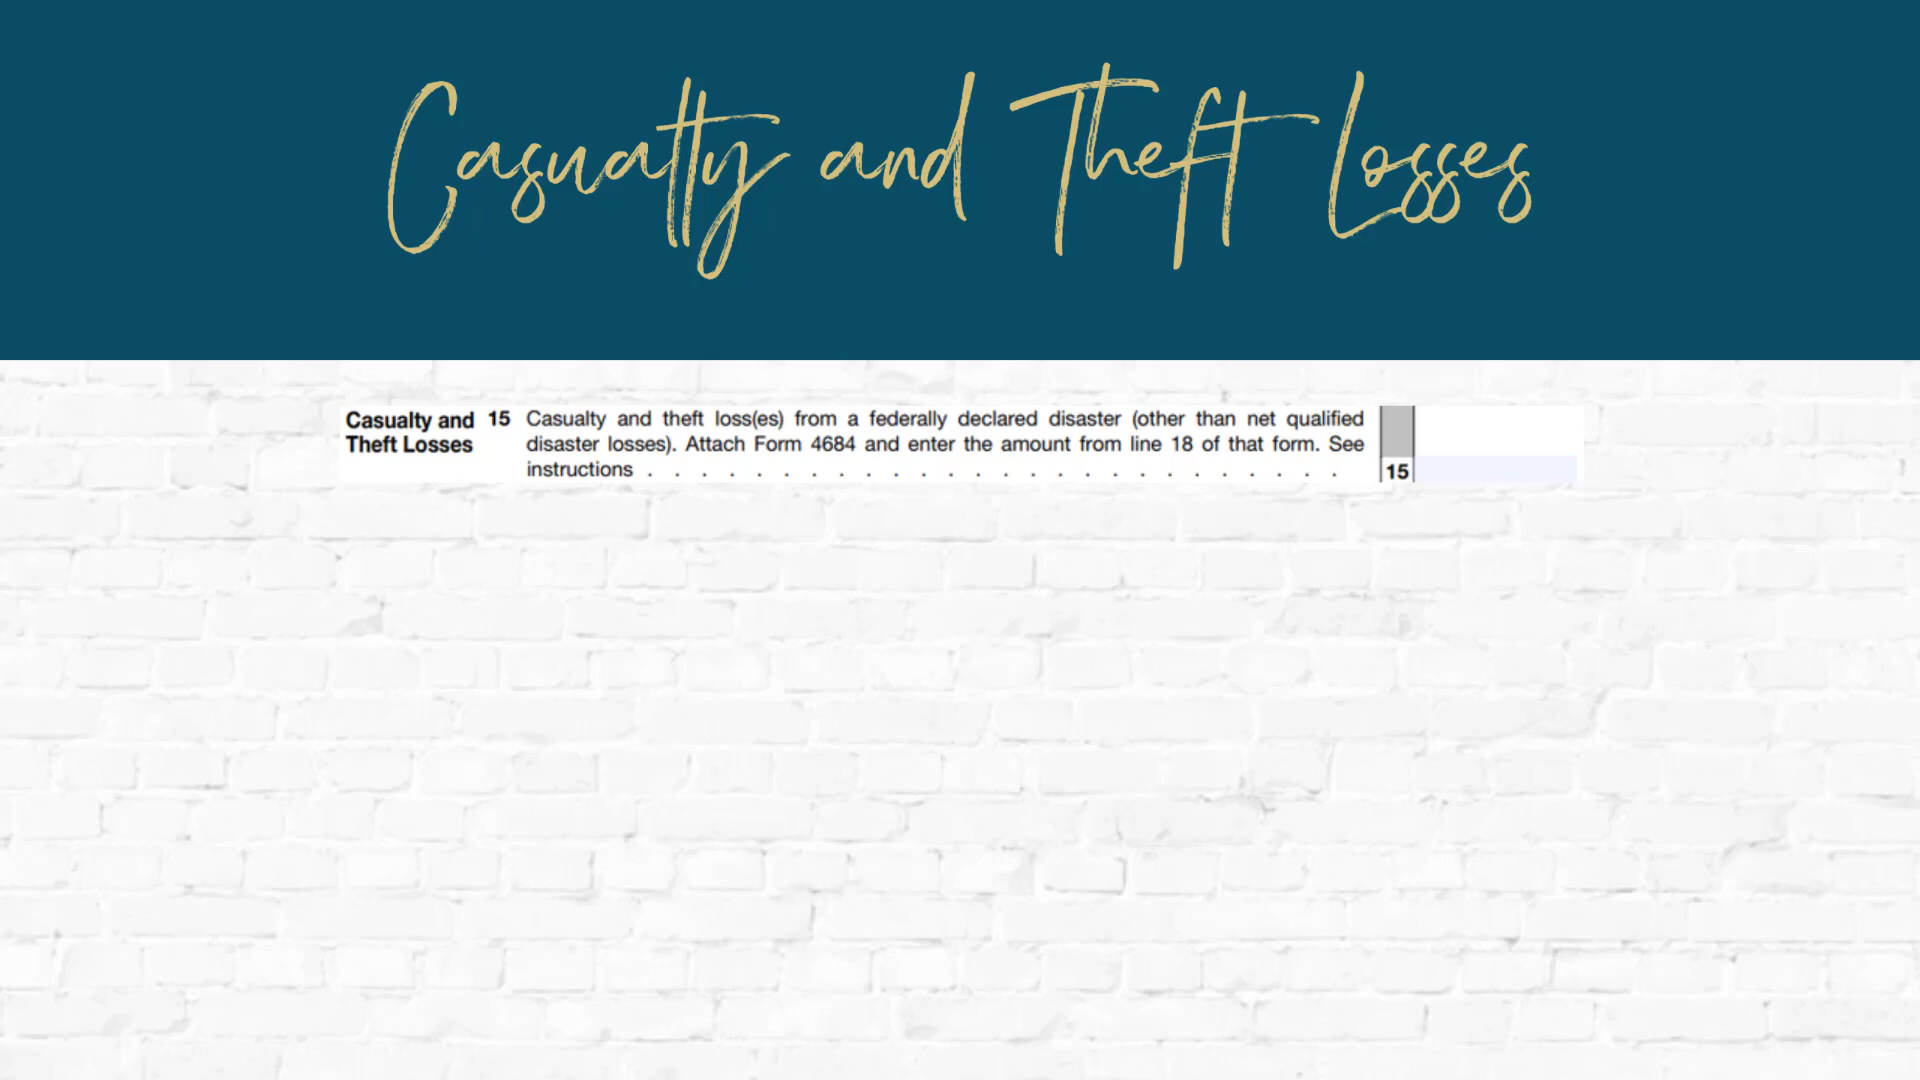 Casualty and Theft Losses
Casualty and 15 Casualty and theft loss(es) from a federally declared disaster (other than net qualified
Theft Losses disaster losses). Attach Form 4684 and enter the amount from line 18 of that form. See
instructions . . . . . . . . . . . . . . . . . . . . . . . . . . 15